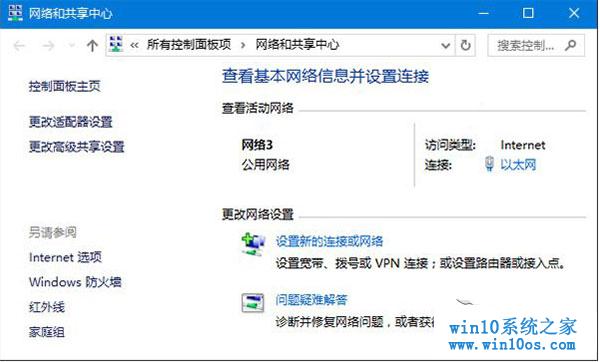 网络和共享中心
« 所有控制面板项 › 网络和共享中心
搜索控制...
控制面板主页
更改适配器设置
更改高级共享设置
另请参阅
Internet 选项
Windows 防火墙
红外线
家庭组
查看基本网络信息并设置连接
查看活动网络
网络3
公用网络
访问类型: Internet
连接: 以太网
更改网络设置
设置新的连接或网络
设置宽带、拨号或 VPN 连接；或设置路由器或接入点。
问题疑难解答
诊断并修复网络问题，或者获
win10系统之家
www.win10os.com